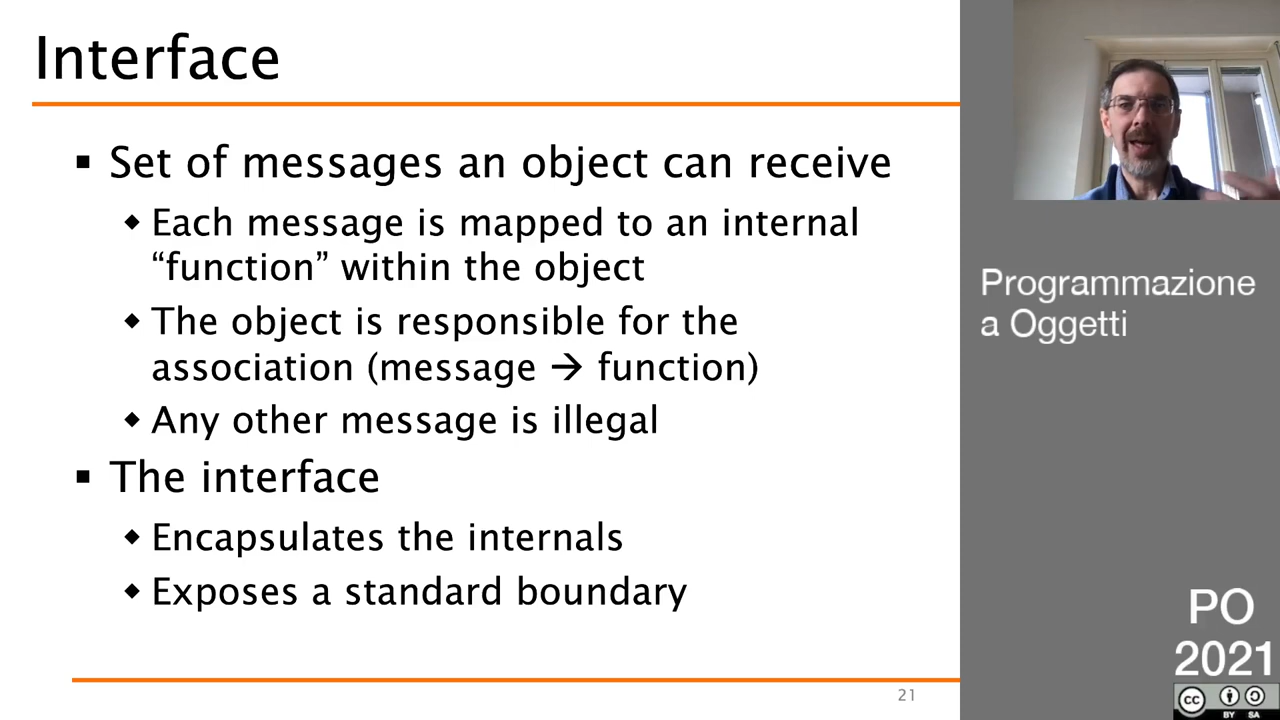 Interface
▪ Set of messages an object can receive
◆ Each message is mapped to an internal
“function” within the object
◆ The object is responsible for the
association (message → function)
◆ Any other message is illegal
▪ The interface
◆ Encapsulates the internals
◆ Exposes a standard boundary
21
Programmazione
a Oggetti
PO
2021
CC
BY SA